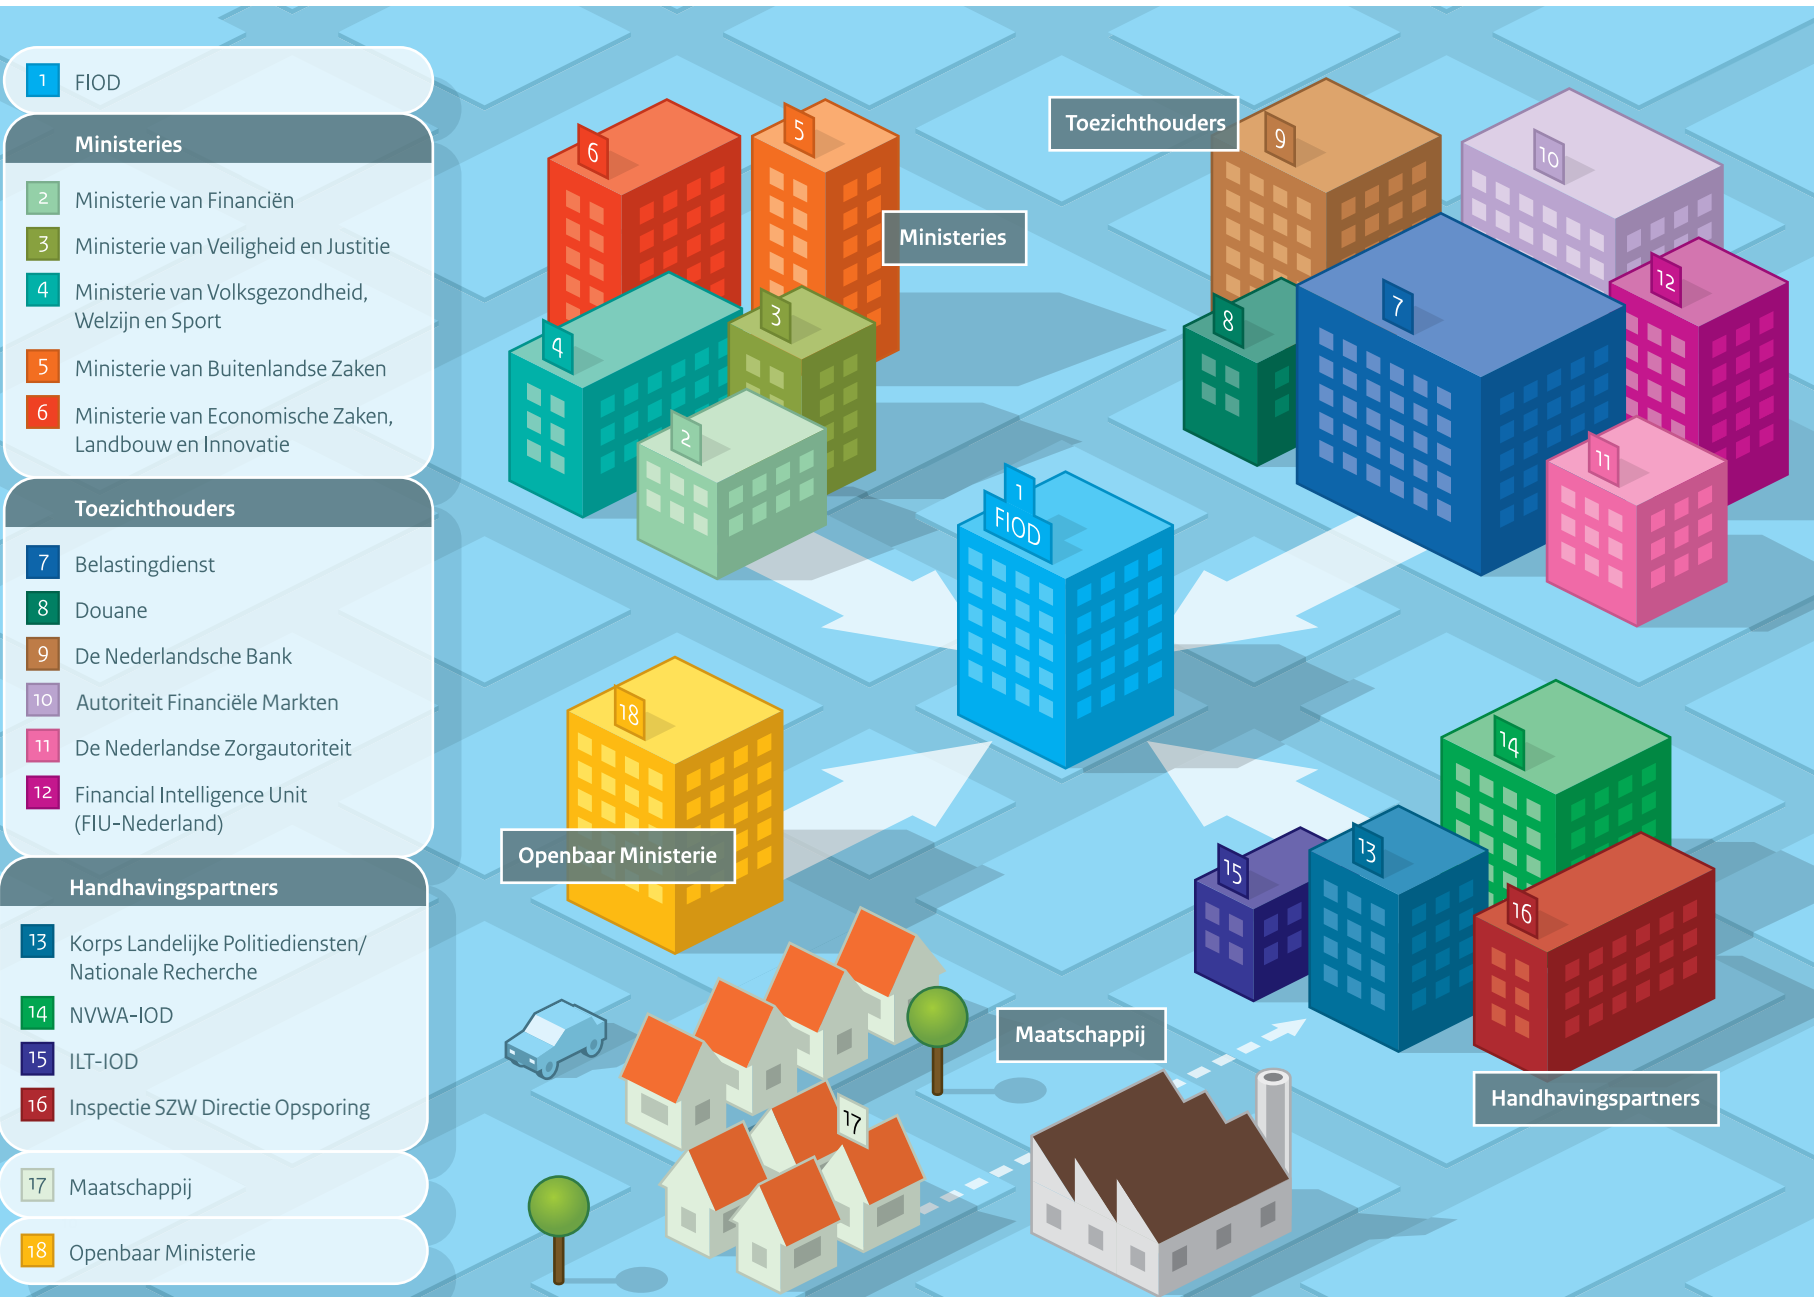 1 FIOD
Ministeries
2 Ministerie van Financiën
3 Ministerie van Veiligheid en Justitie
4 Ministerie van Volksgezondheid,
Welzijn en Sport
5 Ministerie van Buitenlandse Zaken
6 Ministerie van Economische Zaken,
Landbouw en Innovatie
Toezichthouders
7 Belastingdienst
8 Douane
9 De Nederlandsche Bank
10 Autoriteit Financiële Markten
11 De Nederlandse Zorgautoriteit
12 Financial Intelligence Unit
(FIU-Nederland)
Handhavingspartners
13 Korps Landelijke Politiediensten/
Nationale Recherche
14 NVWA-IOD
15 ILT-IOD
16 Inspectie SZW Directie Opsporing
17 Maatschappij
18 Openbaar Ministerie
6
5
Ministeries
4
3
2
Toezichthouders
9
10
12
7
8
11
1
FIOD
18
Openbaar Ministerie
14
13
15
16
Handhavingspartners
Maatschappij
17